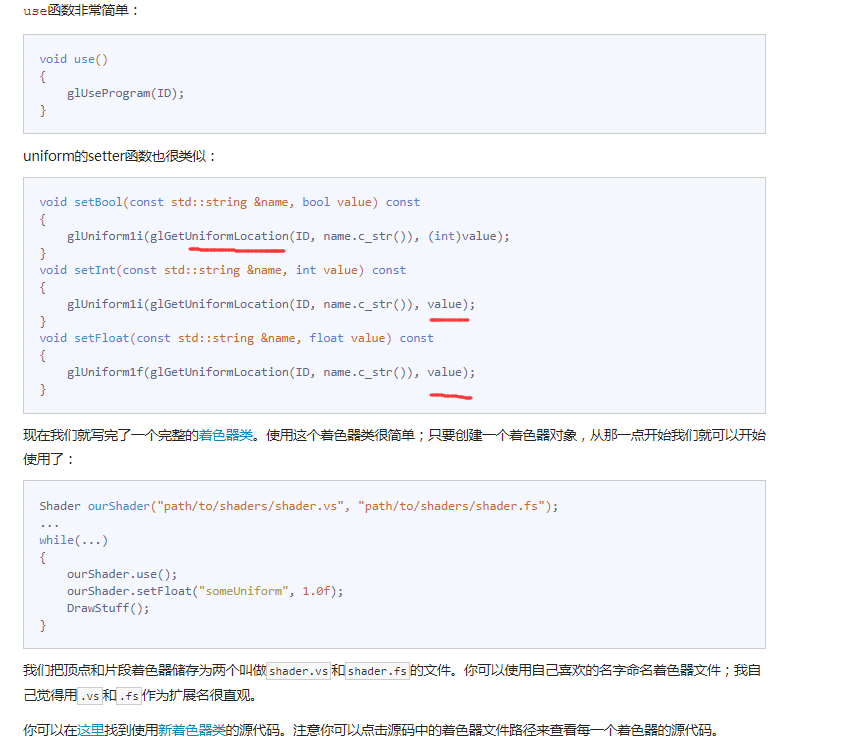 use函数非常简单：
void use()
{
    glUseProgram(ID);
}
uniform的setter函数也很类似：
void setBool(const std::string &name, bool value) const
{
    glUniform1i(glGetUniformLocation(ID, name.c_str()), (int)value);
}
void setInt(const std::string &name, int value) const
{
    glUniform1i(glGetUniformLocation(ID, name.c_str()), value);
}
void setFloat(const std::string &name, float value) const
{
    glUniform1f(glGetUniformLocation(ID, name.c_str()), value);
}
现在我们就写完了一个完整的着色器类。使用这个着色器类很简单；只要创建一个着色器对象，从那一点开始我们就可以开始
使用了：
Shader ourShader("path/to/shaders/shader.vs", "path/to/shaders/shader.fs");
...
while(...)
{
    ourShader.use();
    ourShader.setFloat("someUniform", 1.0f);
    DrawStuff();
}
我们把顶点和片段着色器储存为两个叫做shader.vs和shader.fs的文件。你可以使用自己喜欢的名字命名着色器文件；我自
己觉得用.vs和.fs作为扩展名很直观。
你可以在这里找到使用新着色器类的源代码。注意你可以点击源码中的着色器文件路径来查看每一个着色器的源代码。